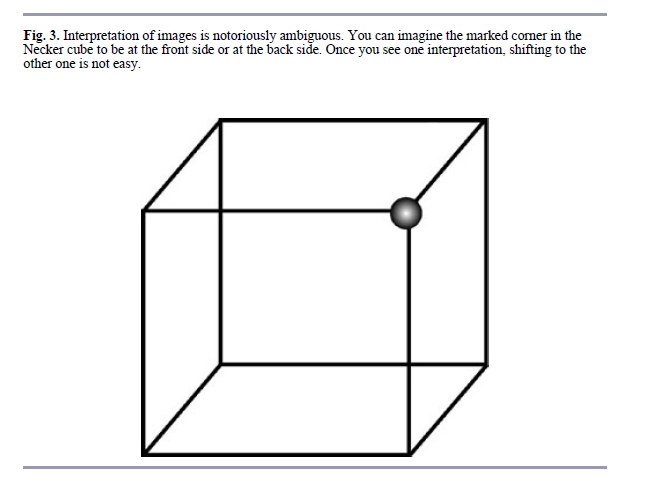 Fig. 3. Interpretation of images is notoriously ambiguous. You can imagine the marked corner in the
Necker cube to be at the front side or at the back side. Once you see one interpretation, shifting to the
other one is not easy.